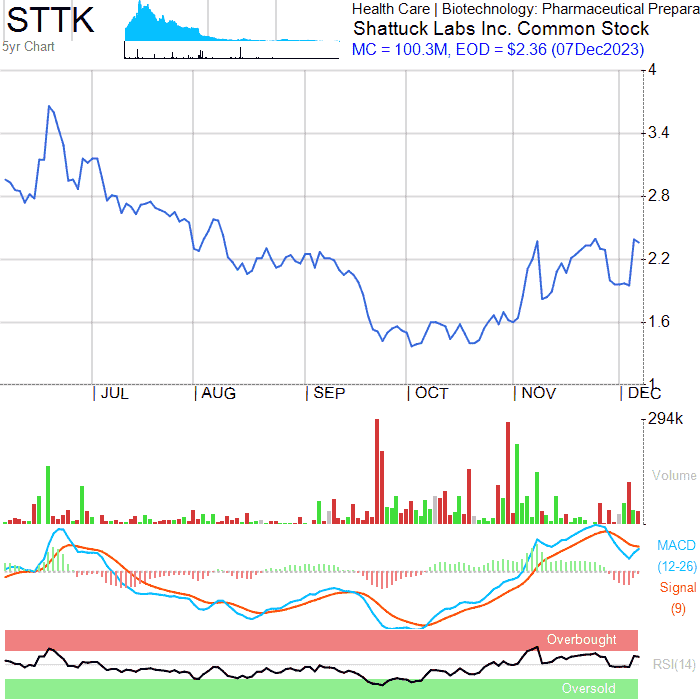 STTK
5yr Chart
Health Care | Biotechnology: Pharmaceutical Prepara
Shattuck Labs Inc. Common Stock
MC = 100.3M, EOD = $2.36 (07Dec2023)
4
3.4
2.8
2.2
1.6
1
JUL AUG SEP OCT NOV DEC
294k
Volume
MACD
(12-26)
Signal
(9)
Overbought
RSI(14)
Oversold